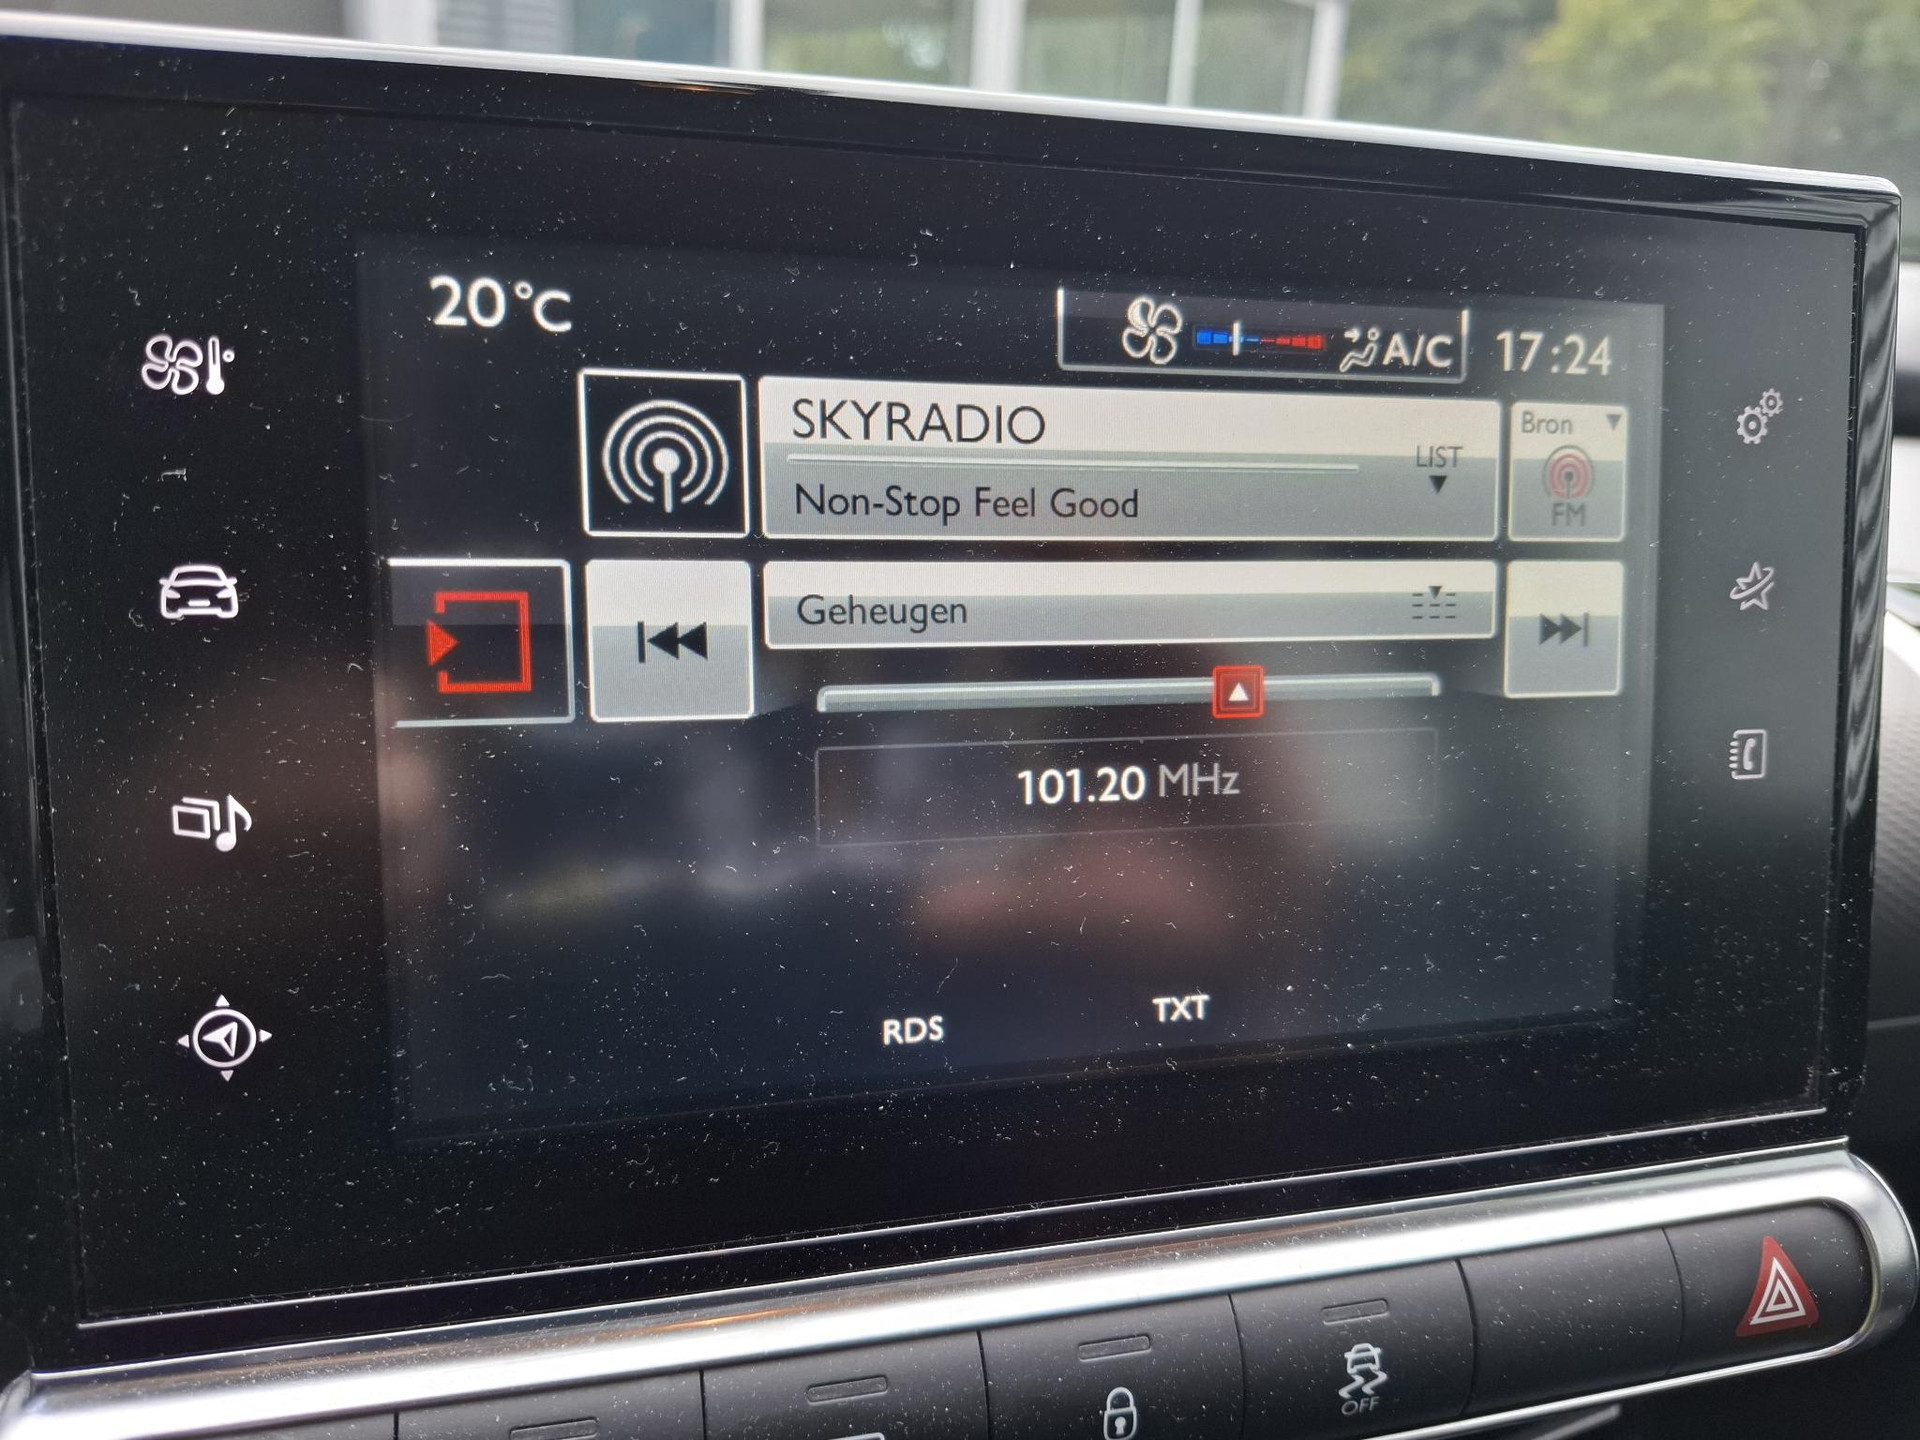 20°C
A/C
17:24
SKYRADIO
LIST
Non-Stop Feel Good
Bron
FM
Geheugen
101.20 MHz
RDS
TXT
OFF